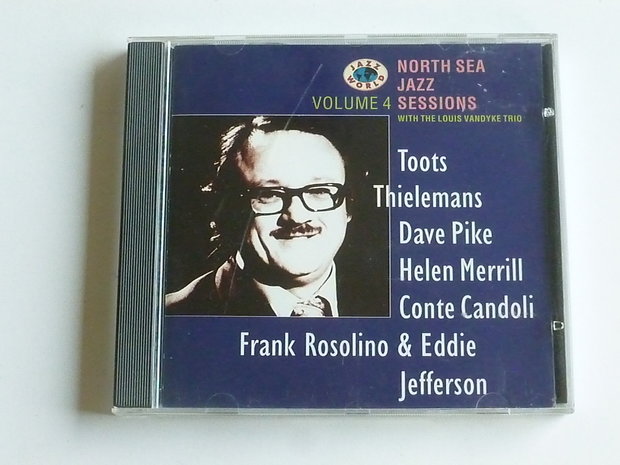 JAZZ
WORLD
NORTH SEA
JAZZ
VOLUME 4 SESSIONS
WITH THE LOUIS VANDYKE TRIO
Toots
Thielemans
Dave Pike
Helen Merrill
Conte Candoli
Frank Rosolino & Eddie
Jefferson